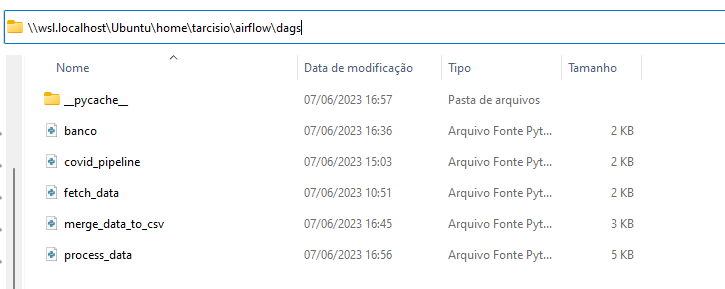 \\wsl.localhost\Ubuntu\home\tarcisio\airflow\dags
Nome Data de modificação Tipo Tamanho
__pycache__ 07/06/2023 16:57 Pasta de arquivos
banco 07/06/2023 16:36 Arquivo Fonte Pyt... 2 KB
covid_pipeline 07/06/2023 15:03 Arquivo Fonte Pyt... 2 KB
fetch_data 07/06/2023 10:51 Arquivo Fonte Pyt... 2 KB
merge_data_to_csv 07/06/2023 16:45 Arquivo Fonte Pyt... 3 KB
process_data 07/06/2023 16:56 Arquivo Fonte Pyt... 5 KB